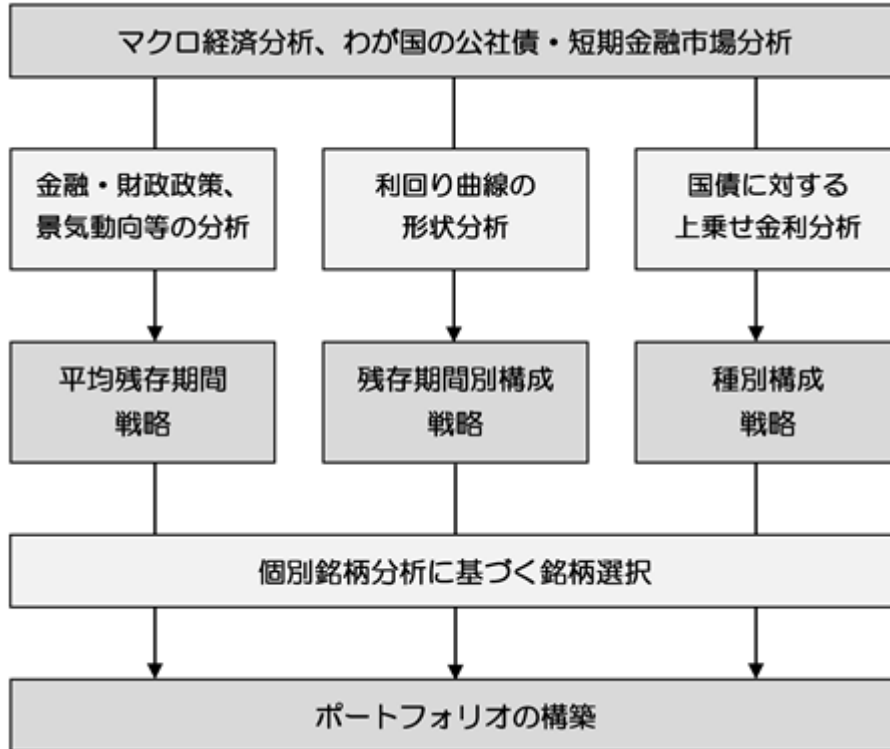 マクロ経済分析、わが国の公社債・短期金融市場分析
金融・財政政策、
景気動向等の分析
利回り曲線の
形状分析
国債に対する
上乗せ金利分析
平均残存期間
戦略
残存期間別構成
戦略
種別構成
戦略
個別銘柄分析に基づく銘柄選択
ポートフォリオの構築